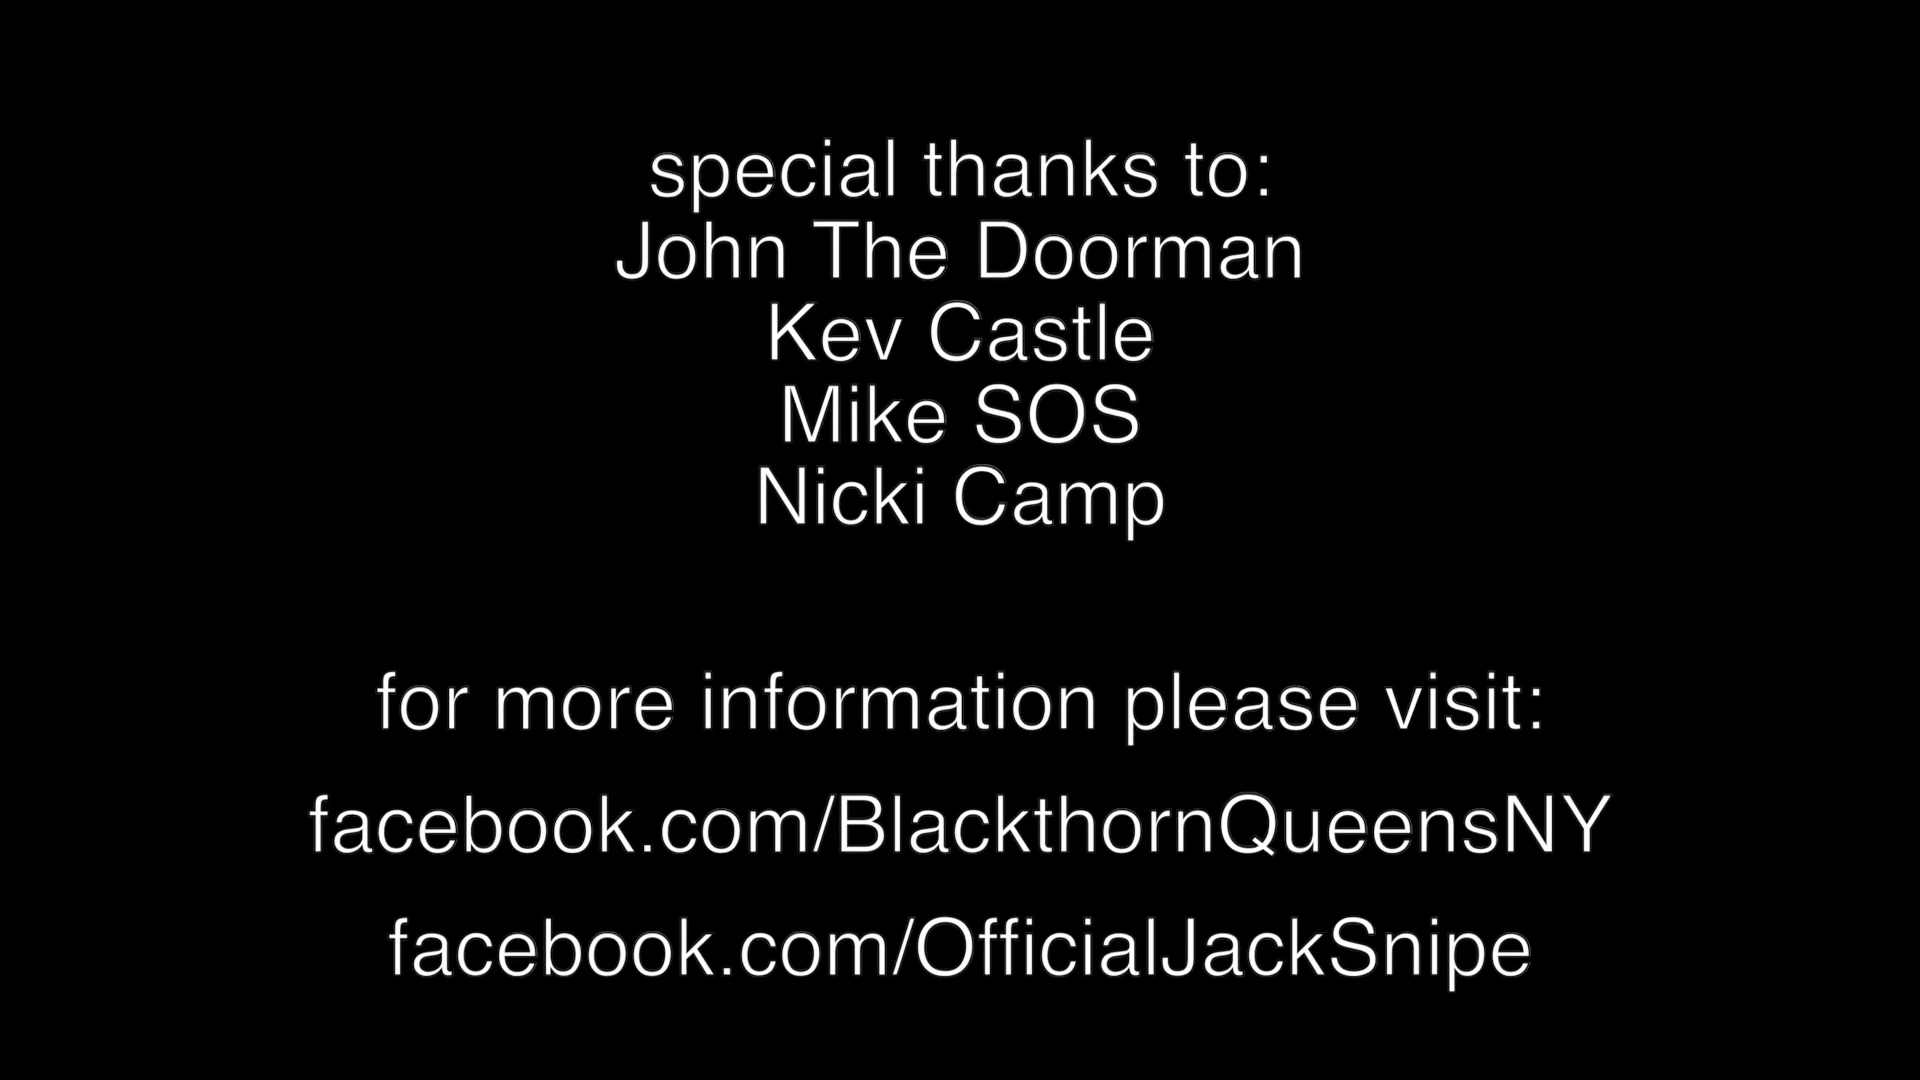 special thanks to:
John The Doorman
Kev Castle
Mike SOS
Nicki Camp
for more information please visit:
facebook.com/BlackthornQueensNY
facebook.com/OfficialJackSnipe